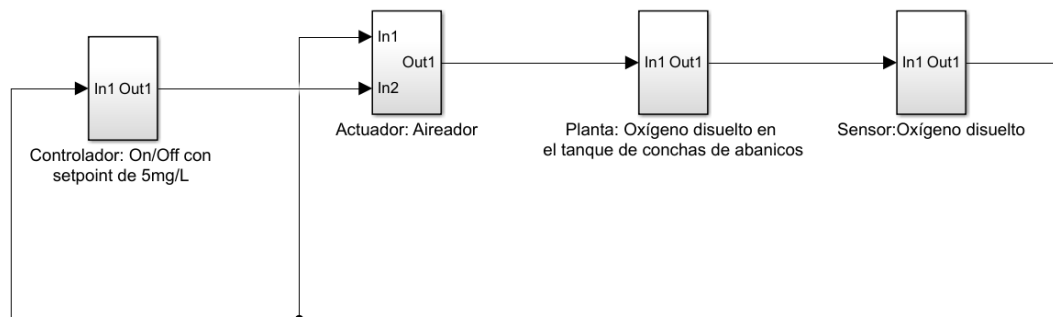 In1
Out1
In2
In1 Out1
In1 Out1
In1 Out1
Actuador: Aireador
Planta: Oxígeno disuelto en
el tanque de conchas de abanicos
Sensor:Oxígeno disuelto
Controlador: On/Off con
setpoint de 5mg/L